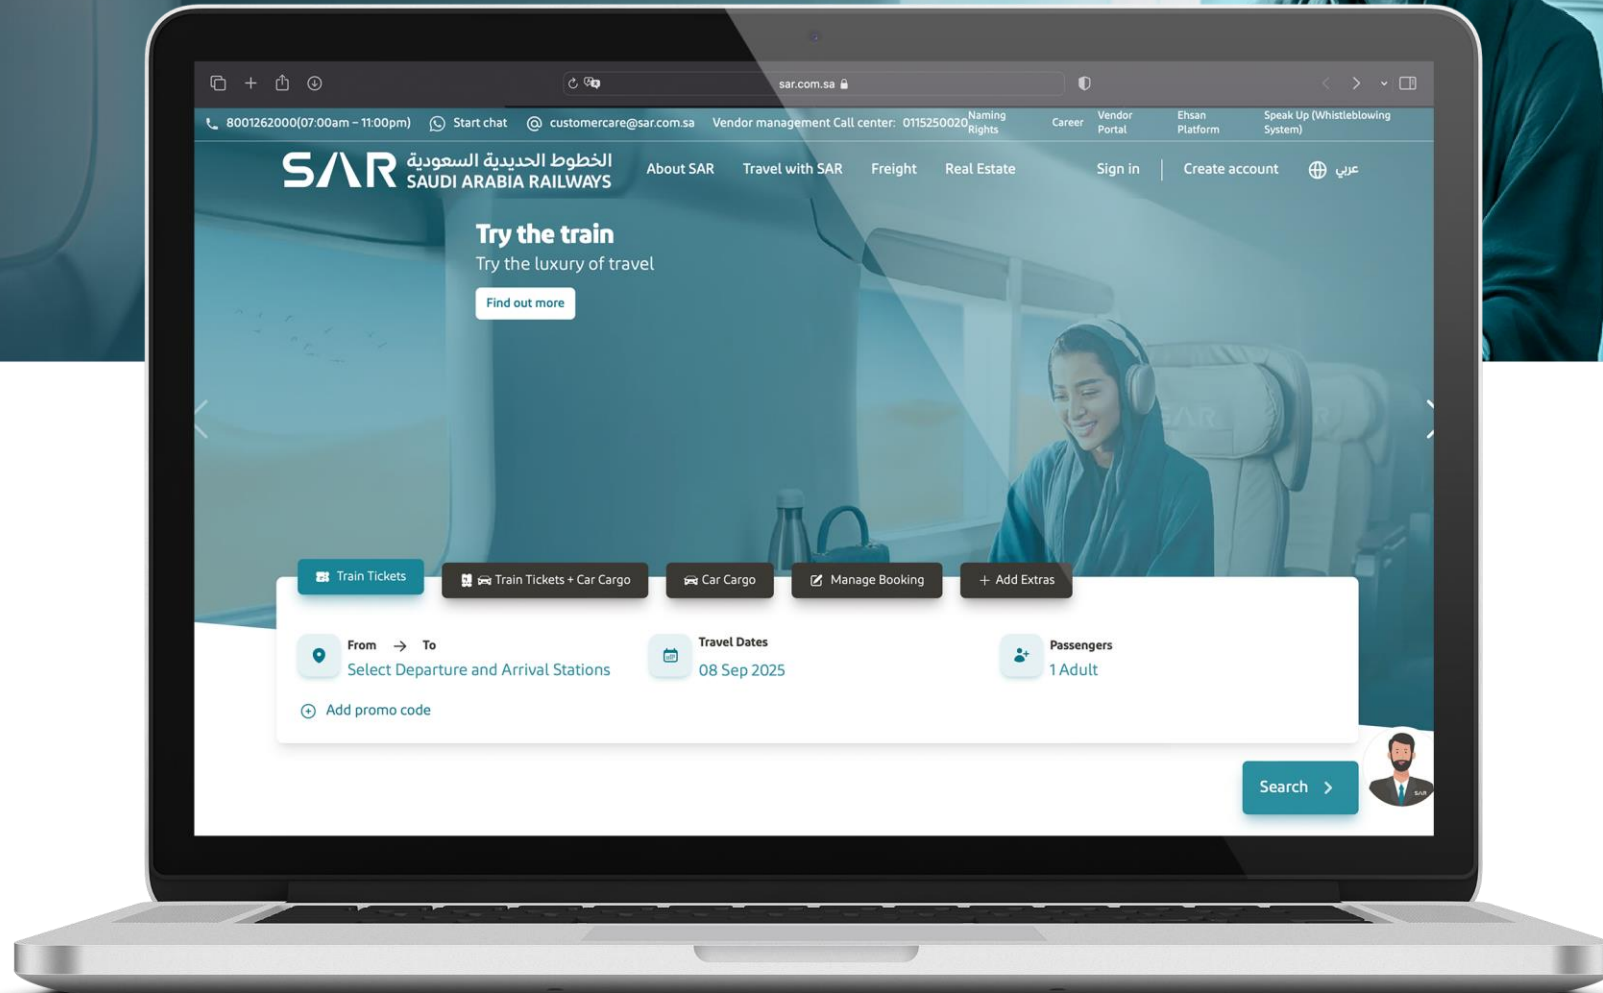 sar.com.sa
8001262000(07:00am – 11:00pm) Start chat customercare@sar.com.sa Vendor management Call center: 0115250020 Naming Rights Career Vendor Portal Ehsan Platform Speak Up (Whistleblowing System)
SAR
الخطوط الحديدية السعودية
SAUDI ARABIA RAILWAYS
About SAR Travel with SAR Freight Real Estate Sign in Create account عربي
Try the train
Try the luxury of travel
Find out more
SAR
Train Tickets Train Tickets + Car Cargo Car Cargo Manage Booking + Add Extras
From → To
Select Departure and Arrival Stations
Travel Dates
08 Sep 2025
Passengers
1 Adult
Add promo code
Search
SAR